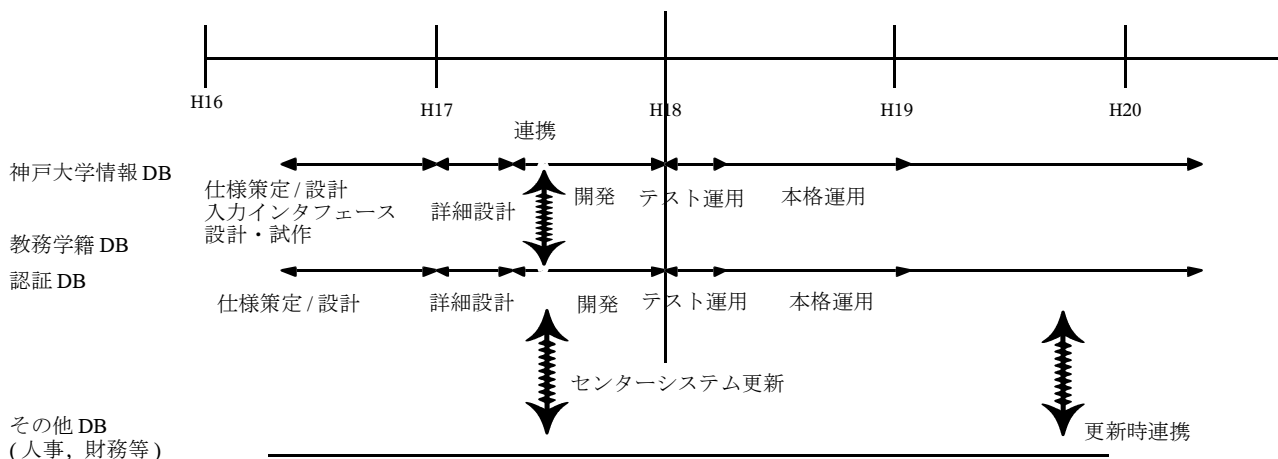 H16
H17
H18
H19
H20
連携
神戸大学情報 DB
仕様策定 / 設計
入力インタフェース
設計・試作
詳細設計
開発
テスト運用
本格運用
教務学籍 DB
認証 DB
仕様策定 / 設計
詳細設計
開発
テスト運用
本格運用
センターシステム更新
その他 DB
( 人事, 財務等 )
更新時連携